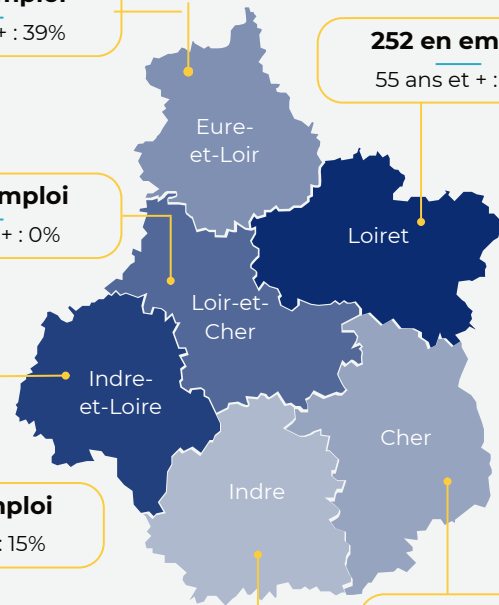 + : 39%
252 en em
55 ans et + :
Eure-
et-Loir
mploi
+ : 0%
Loiret
Loir-et-
Cher
Indre-
et-Loire
Cher
Indre
nploi
: 15%